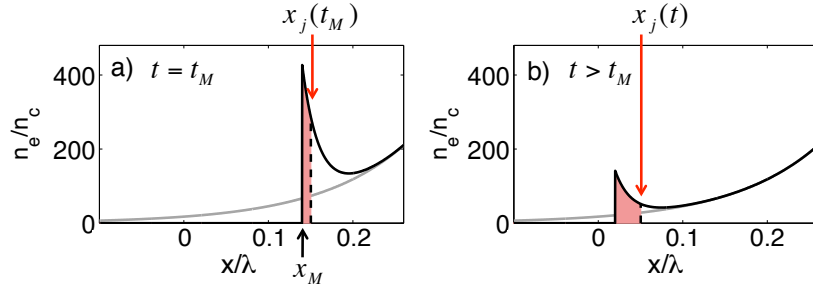 x_j(t_M)
x_j(t)
a) t = t_M
b) t > t_M
n_e/n_c
400
200
0
0
0.1
0.2
x/λ
x_M
n_e/n_c
400
200
0
0
0.1
0.2
x/λ